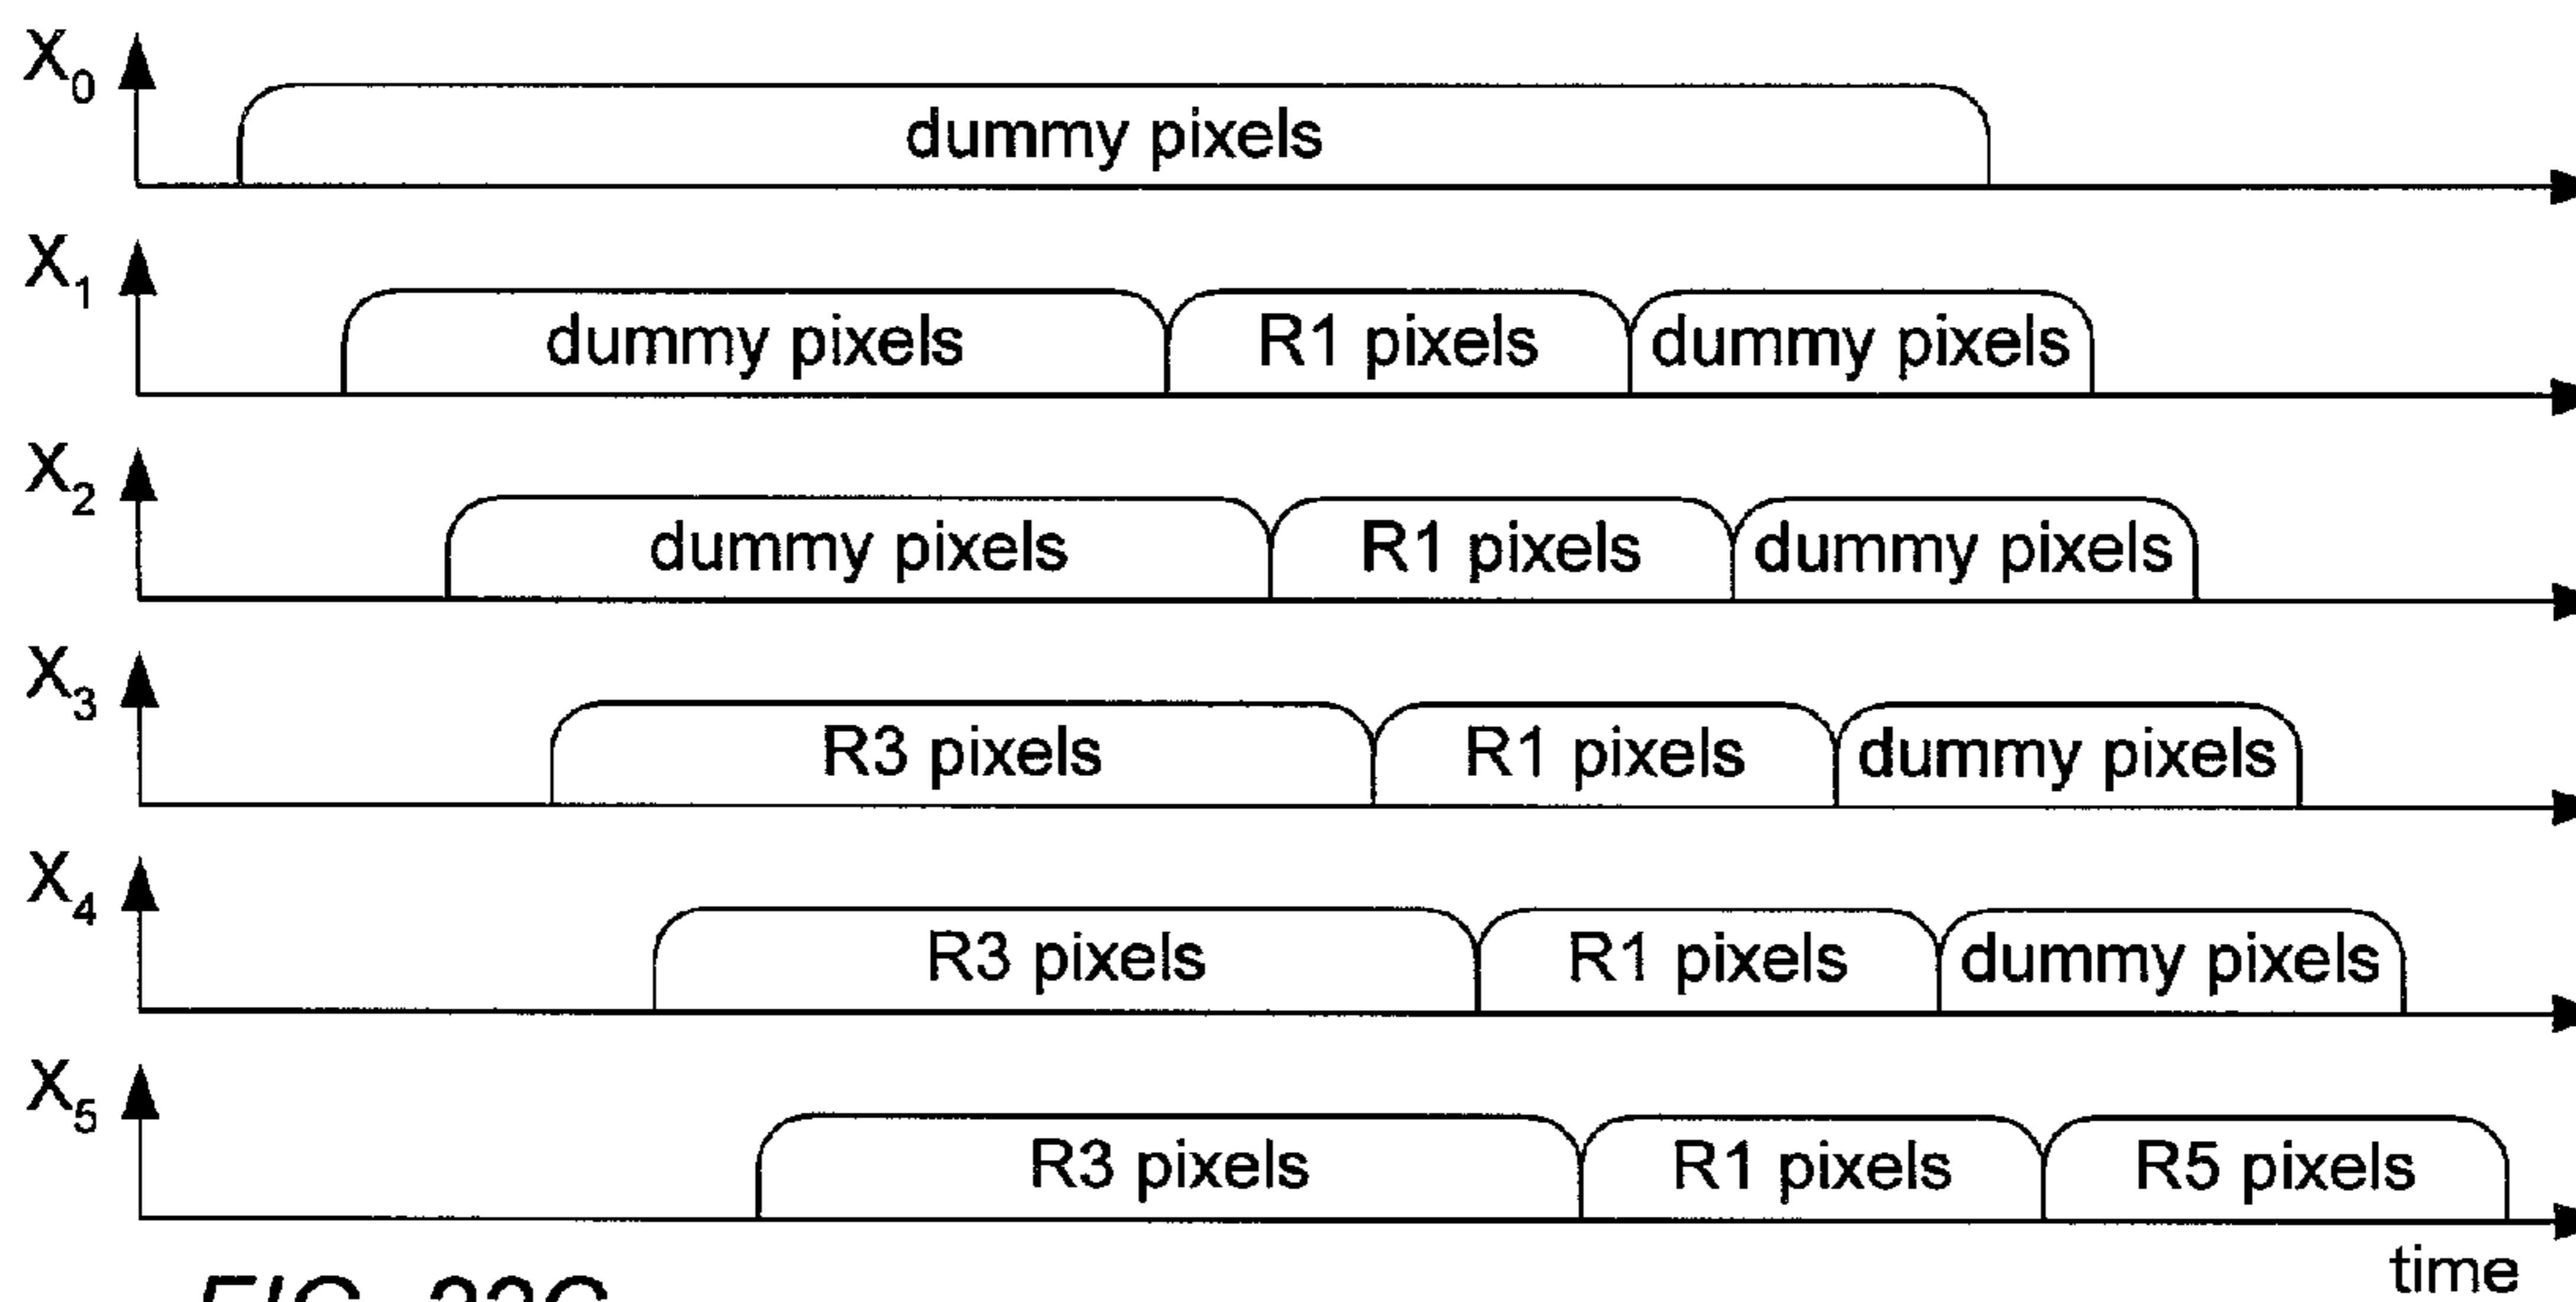 X0
dummy pixels
X1
dummy pixels R1 pixels dummy pixels
X2
dummy pixels R1 pixels dummy pixels
X3
R3 pixels R1 pixels dummy pixels
X4
R3 pixels R1 pixels dummy pixels
X5
R3 pixels R1 pixels R5 pixels
time